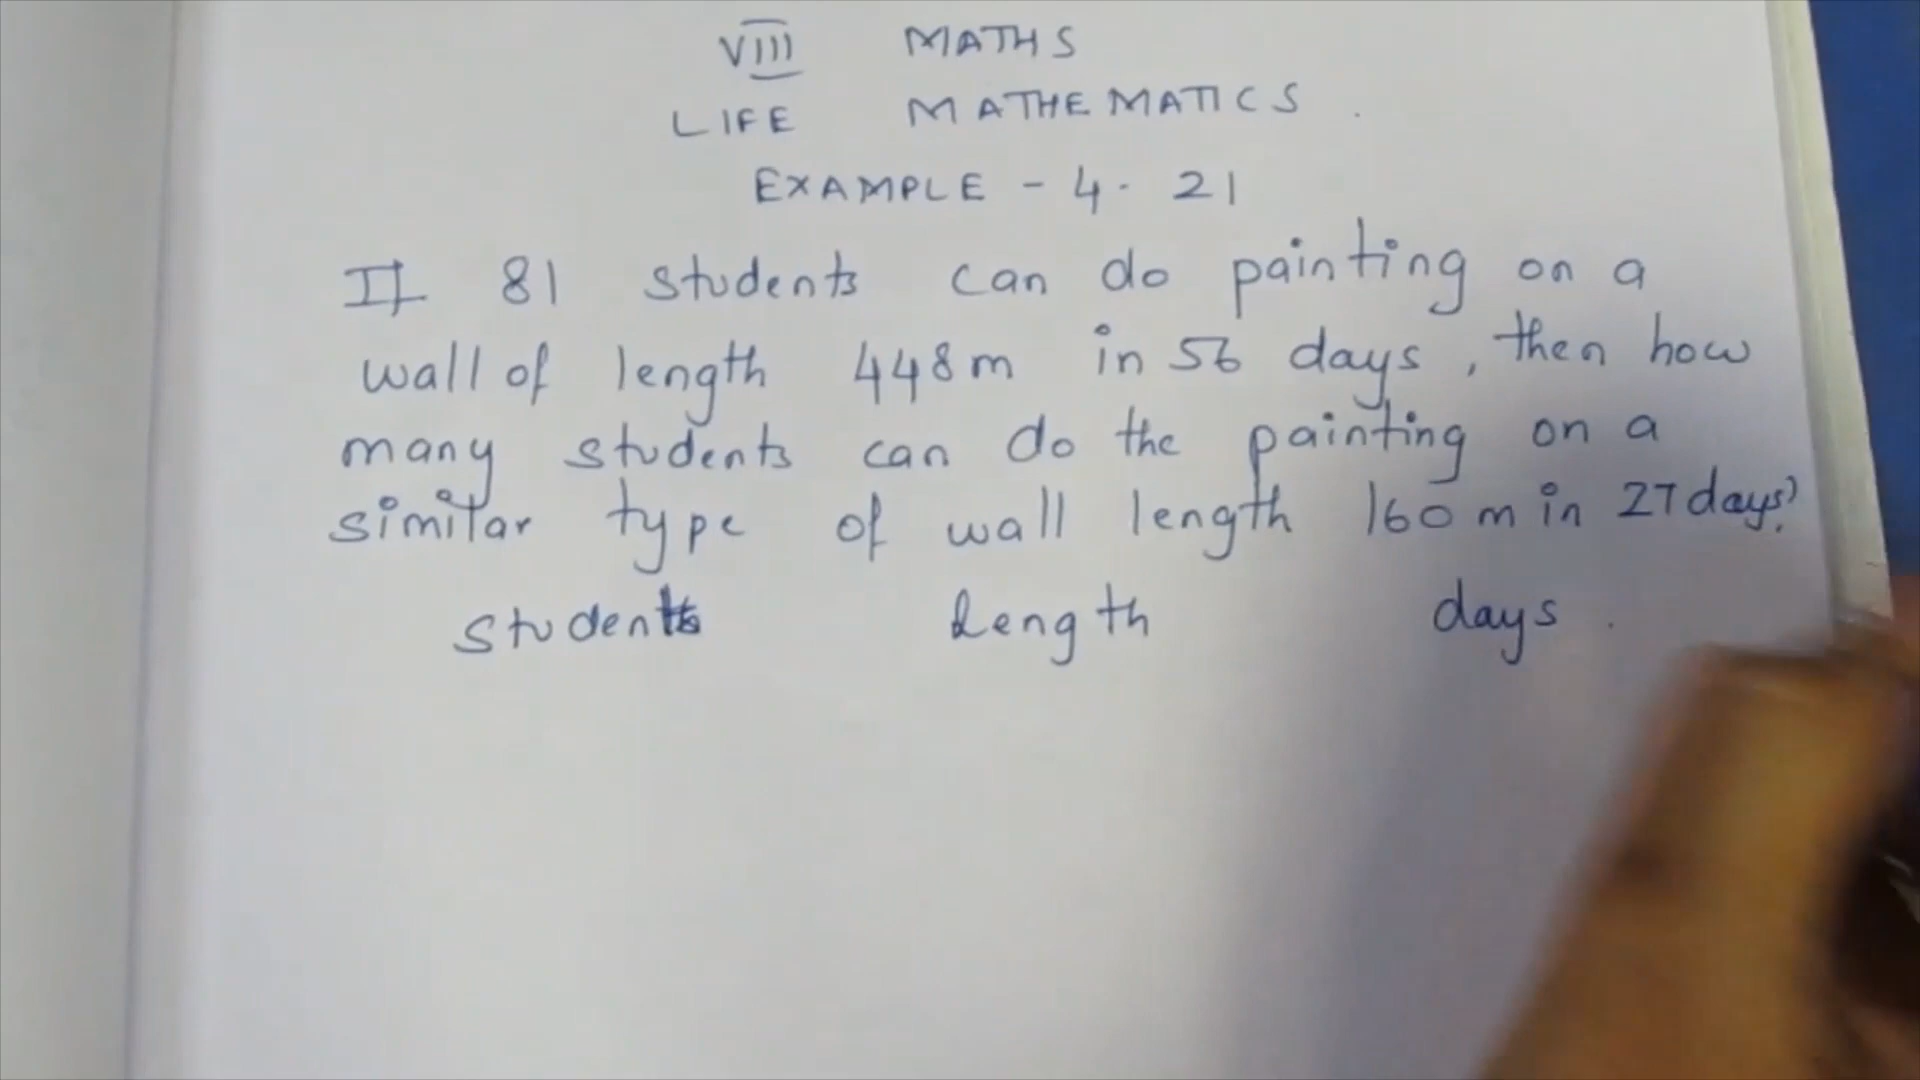 VIII MATHS
LIFE MATHEMATICS.
EXAMPLE - 4. 21
If 81 students can do painting on a
wall of length 448m in 56 days, then how
many students can do the painting on a
similar type of wall length 160 m in 27 days?
students Length days.